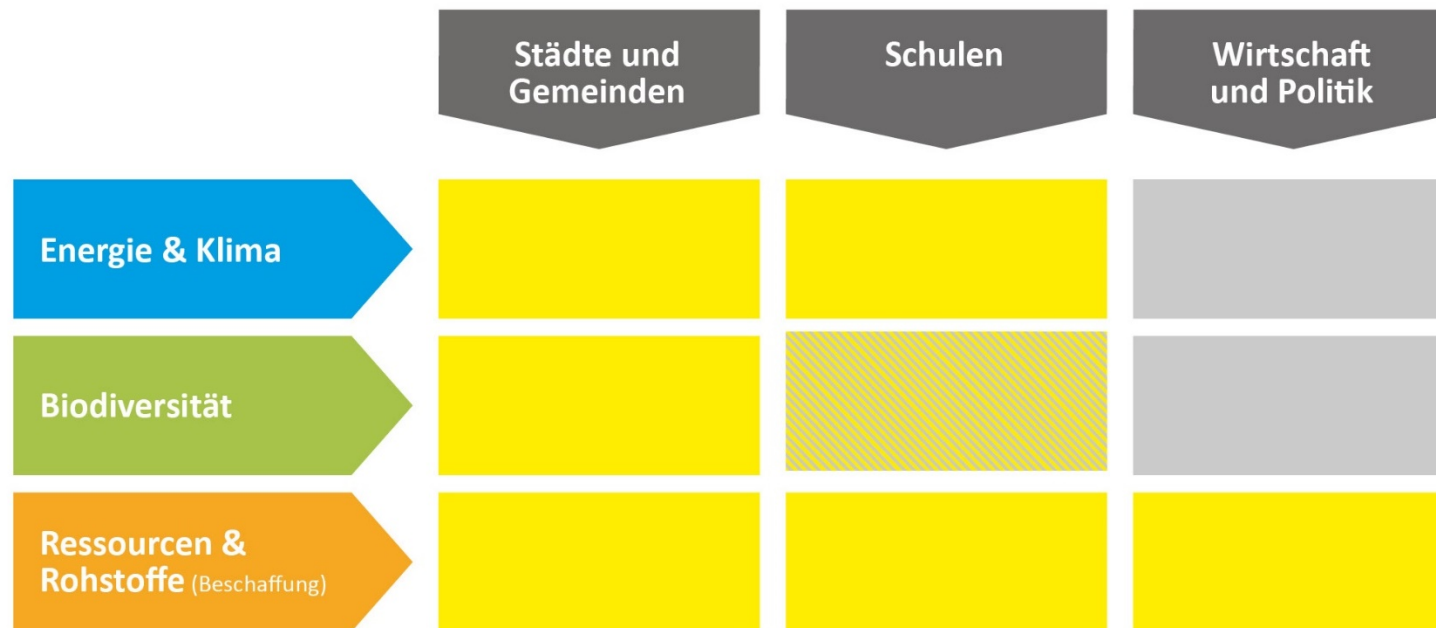 Städte und
Gemeinden
Schulen
Wirtschaft
und Politik
Energie & Klima
Biodiversität
Ressourcen &
Rohstoffe (Beschaffung)